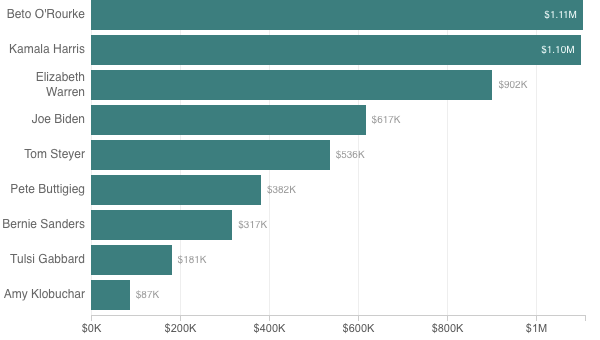 Beto O'Rourke $1.11M
Kamala Harris $1.10M
Elizabeth
Warren $902K
Joe Biden $617K
Tom Steyer $536K
Pete Buttigieg $382K
Bernie Sanders $317K
Tulsi Gabbard $181K
Amy Klobuchar $87K
$0K $200K $400K $600K $800K $1M